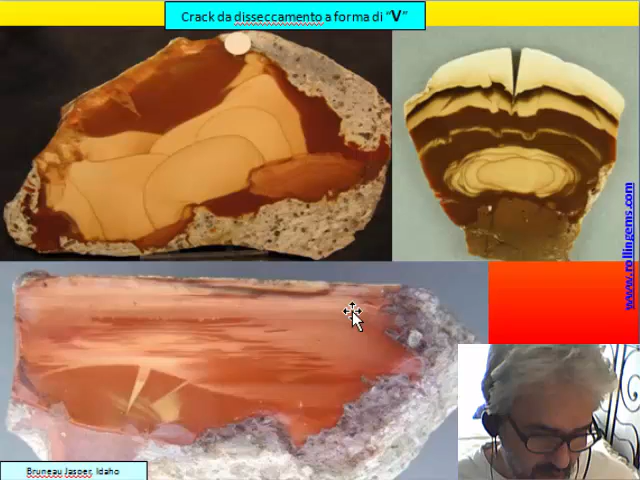 Crack da disseccamento a forma di “V”
www.rollingems.com
Bruneau Jasper, Idaho